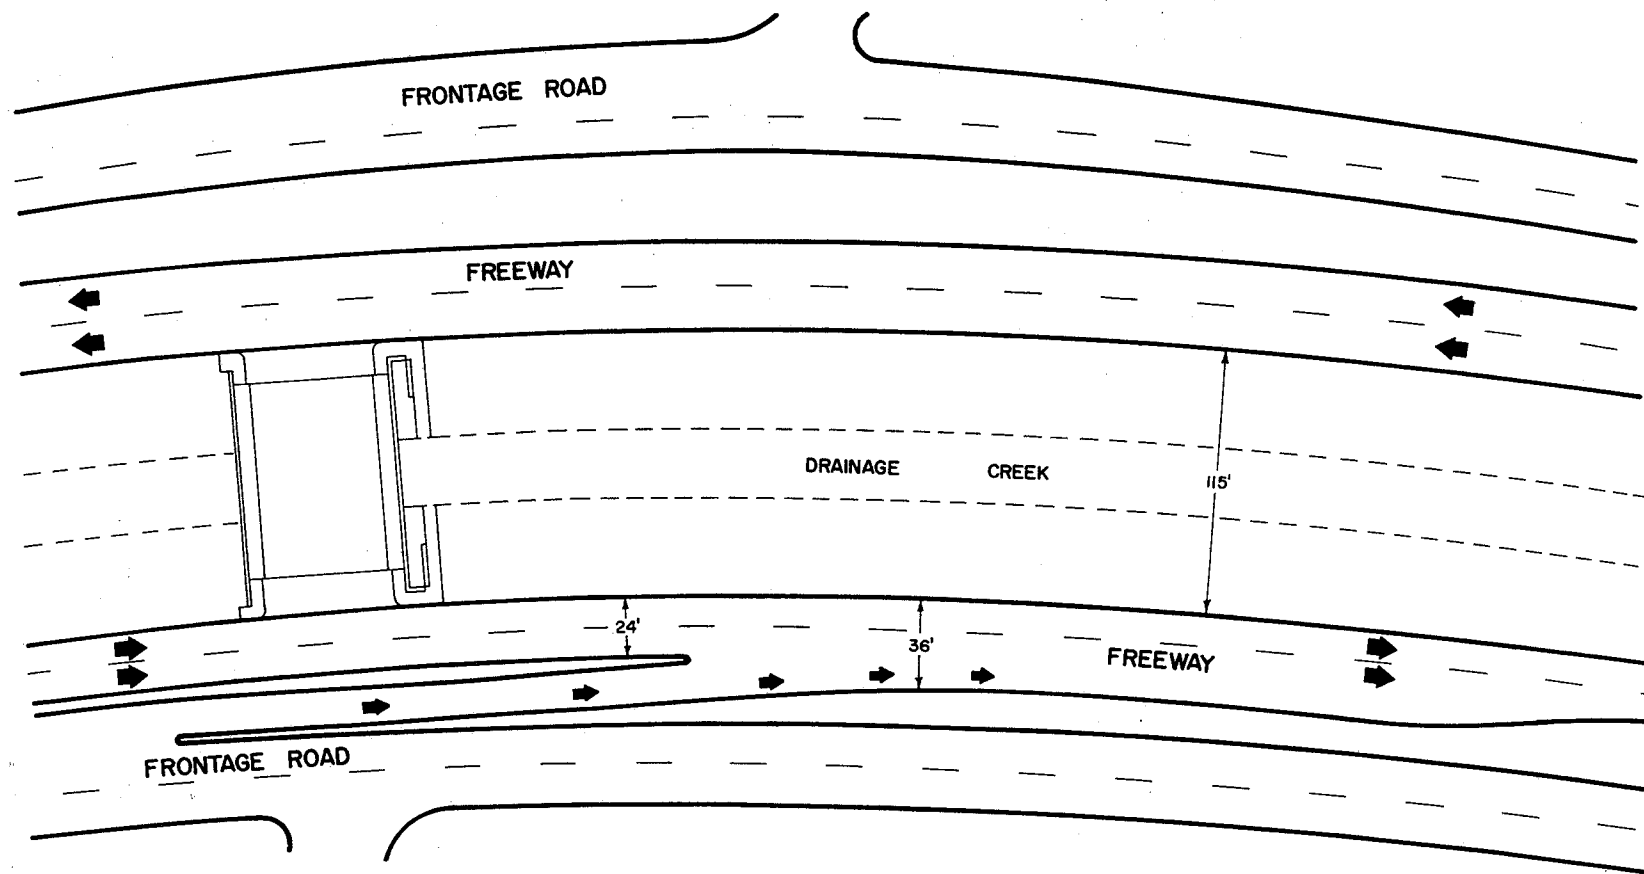 FRONTAGE ROAD
FREEWAY
DRAINAGE CREEK
115'
24'
36'
FREEWAY
FRONTAGE ROAD